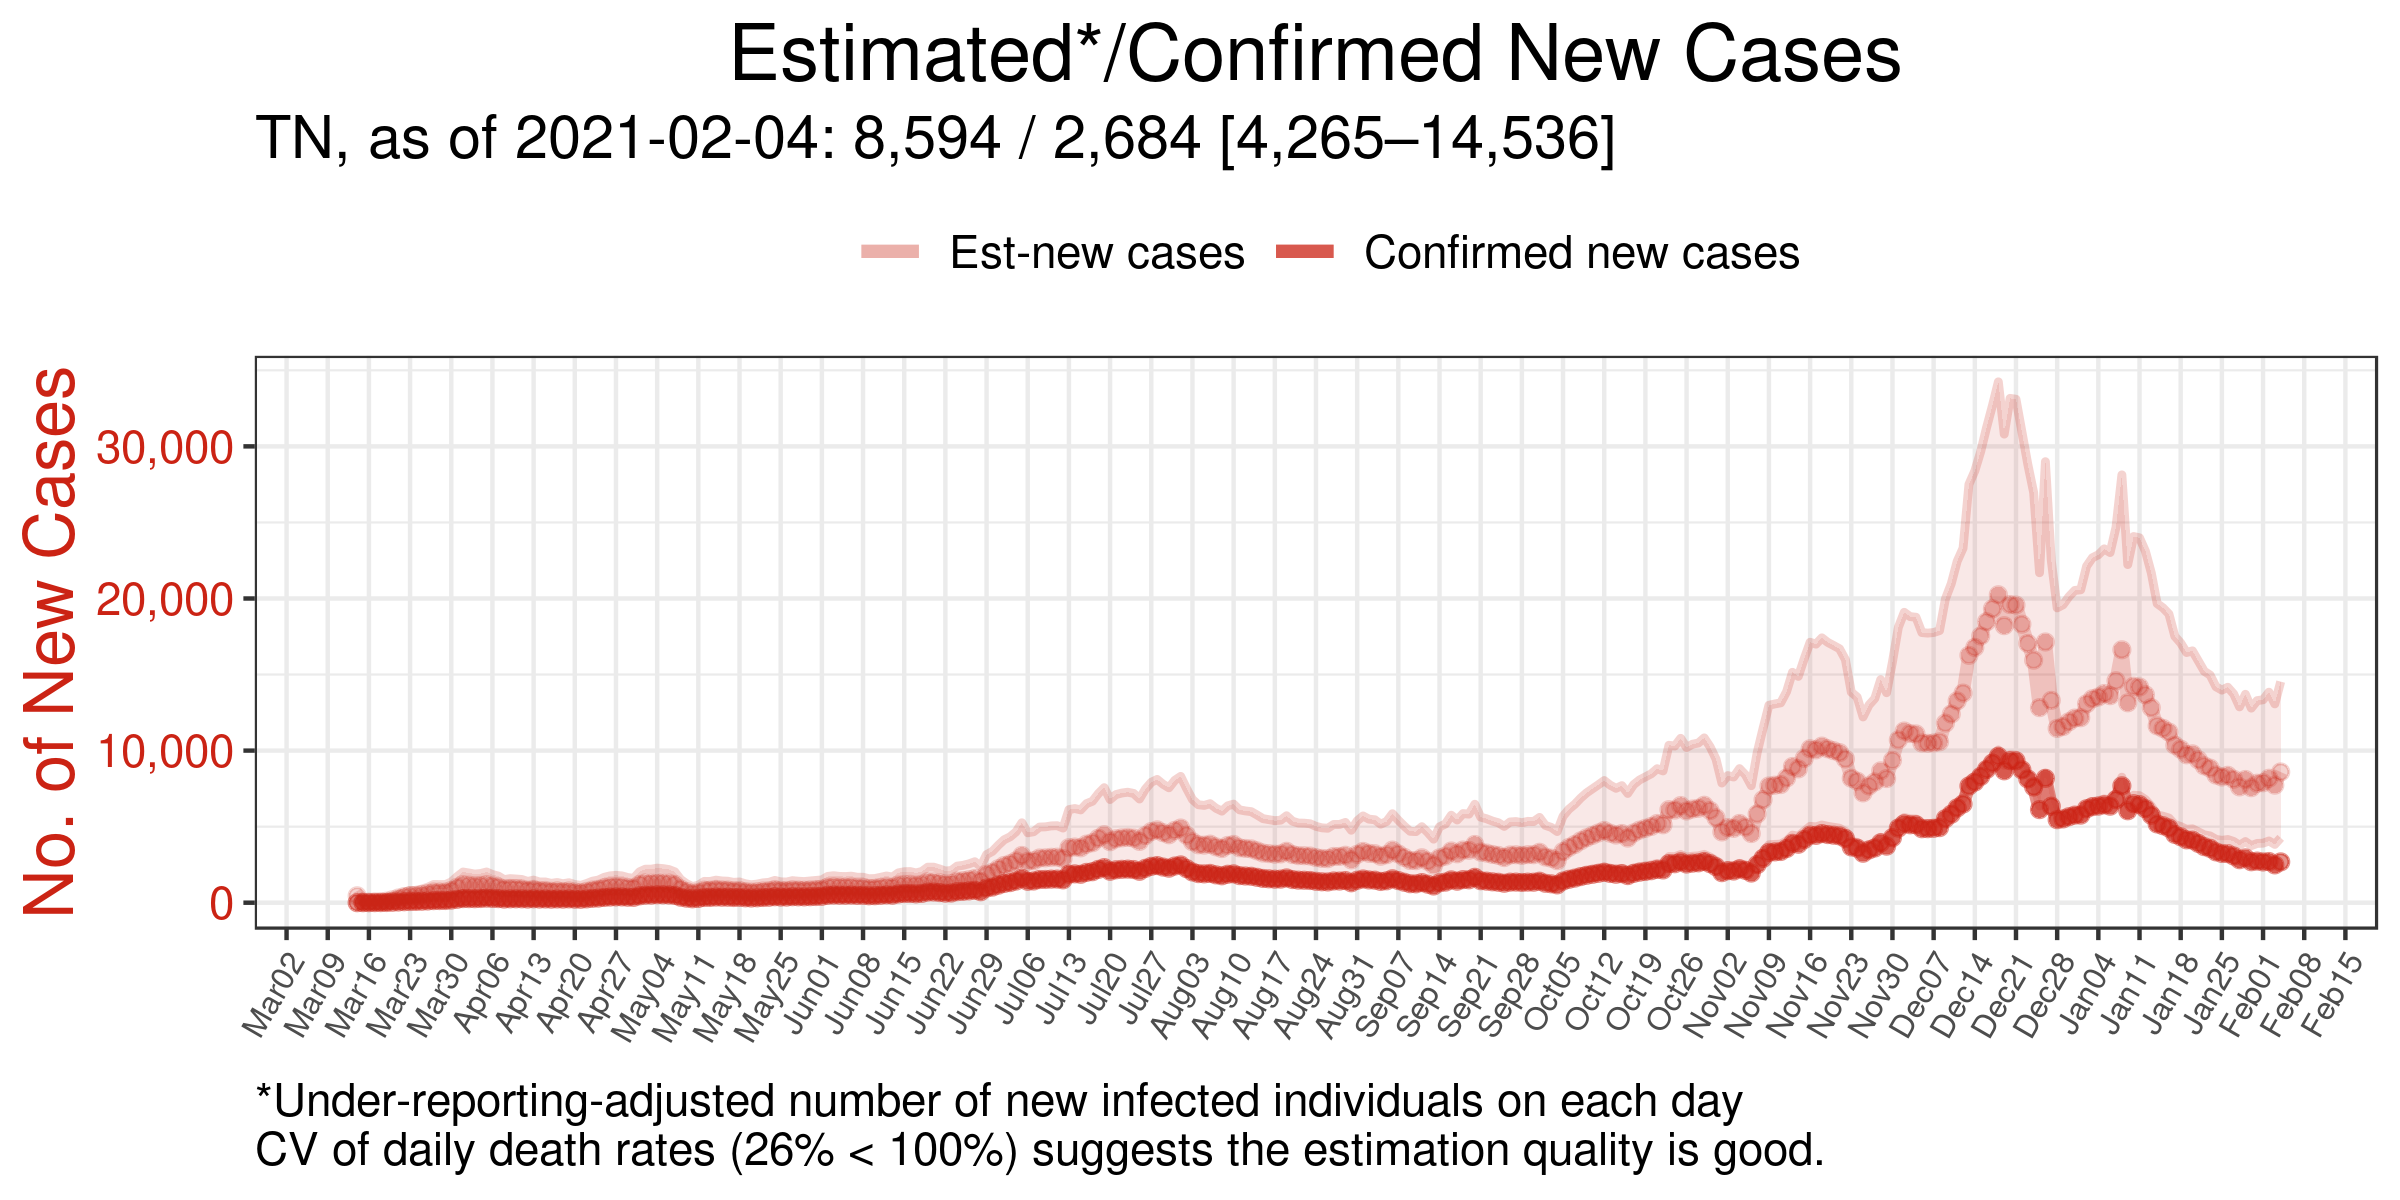 Estimated*/Confirmed New Cases
TN, as of 2021-02-04: 8,594 / 2,684 [4,265–14,536]
Est-new cases Confirmed new cases
No. of New Cases
30,000
20,000
10,000
0
Mar02 Mar09 Mar16 Mar23 Mar30 Apr06 Apr13 Apr20 Apr27 May04 May11 May18 May25 Jun01 Jun08 Jun15 Jun22 Jun29 Jul06 Jul13 Jul20 Jul27 Aug03 Aug10 Aug17 Aug24 Aug31 Sep07 Sep14 Sep21 Sep28 Oct05 Oct12 Oct19 Oct26 Nov02 Nov09 Nov16 Nov23 Nov30 Dec07 Dec14 Dec21 Dec28 Jan04 Jan11 Jan18 Jan25 Feb01 Feb08 Feb15
*Under-reporting-adjusted number of new infected individuals on each day
CV of daily death rates (26% < 100%) suggests the estimation quality is good.